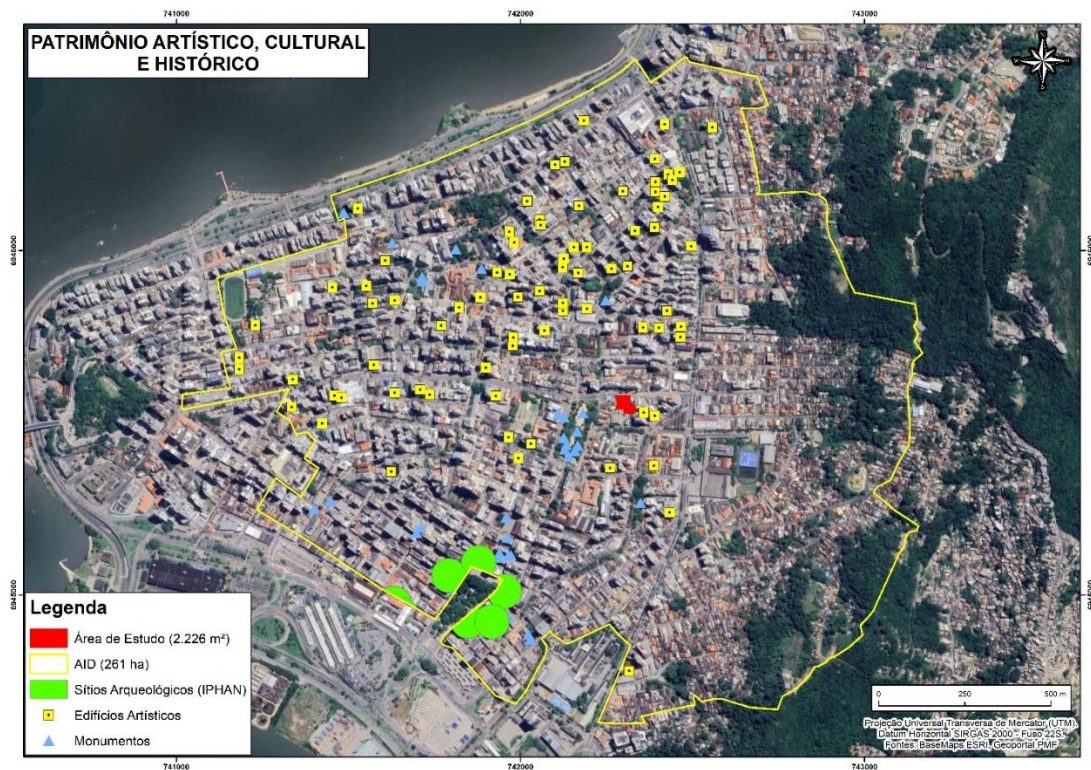 741000
742000
743000
PATRIMÔNIO ARTÍSTICO, CULTURAL
E HISTÓRICO
Legenda
Área de Estudo (2.226 m²)
AID (261 ha)
Sítios Arqueológicos (IPHAN)
Edifícios Artísticos
Monumentos
0 250 500 m
Projeção Universal Transversa de Mercator (UTM).
Datum Horizontal SIRGAS 2000 - Fuso 22S.
Fontes: BaseMaps ESRI, Geoportal PMF
741000
742000
743000